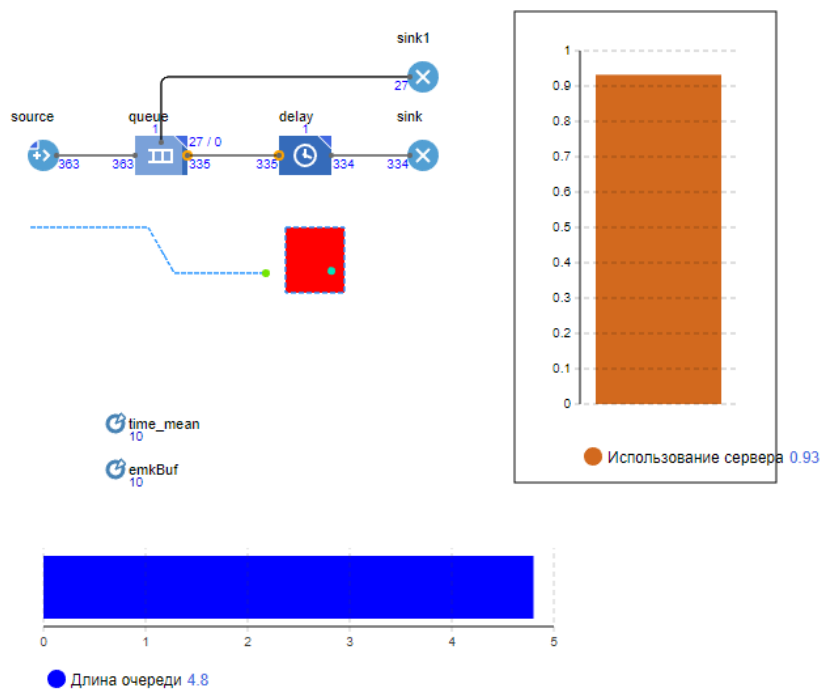 sink1
27
source
queue
delay
sink
1
1
27 / 0
363
363
335
335
334
334
time_mean
10
emkBuf
10
1
0.9
0.8
0.7
0.6
0.5
0.4
0.3
0.2
0.1
0
Использование сервера 0.93
0 1 2 3 4 5
Длина очереди 4.8